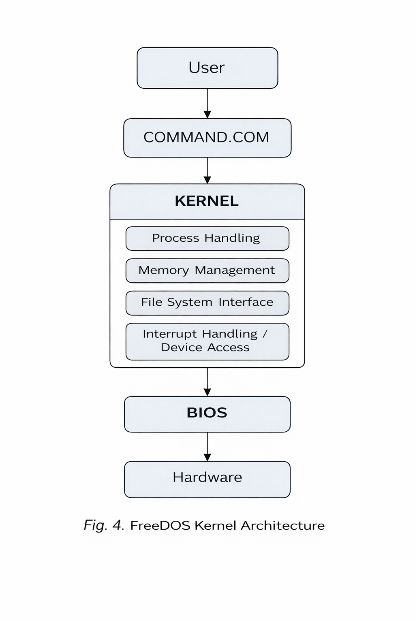 User
COMMAND.COM
KERNEL
Process Handling
Memory Management
File System Interface
Interrupt Handling /
Device Access
BIOS
Hardware
Fig. 4. FreeDOS Kernel Architecture